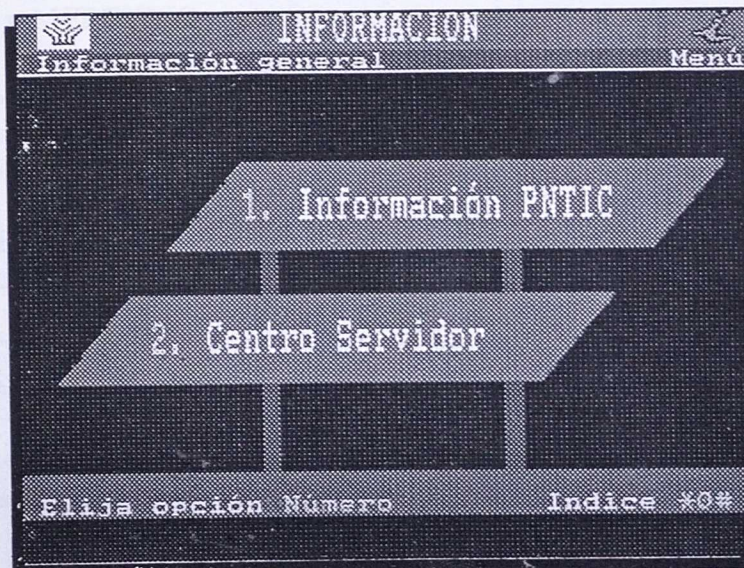 INFORMACION
Información general Menú
1. Información PNTIC
2. Centro Servidor
Elija opción Número Indice *0#